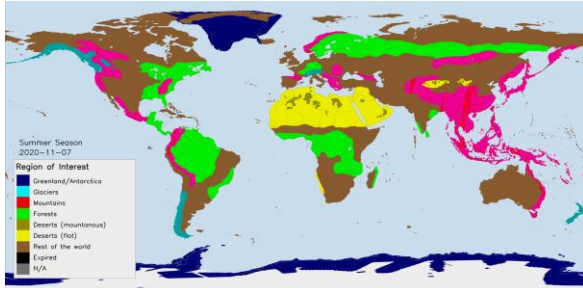 Summer Season
2020-11-07
Region of Interest
Greenland/Antarctica
Glaciers
Mountains
Forests
Deserts (mountanous)
Deserts (flat)
Rest of the world
Expired
N/A